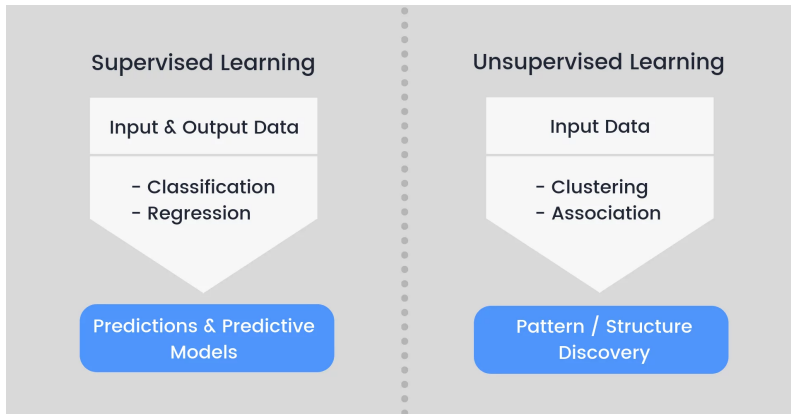 Supervised Learning
Input & Output Data
- Classification
- Regression
Predictions & Predictive
Models
Unsupervised Learning
Input Data
- Clustering
- Association
Pattern / Structure
Discovery